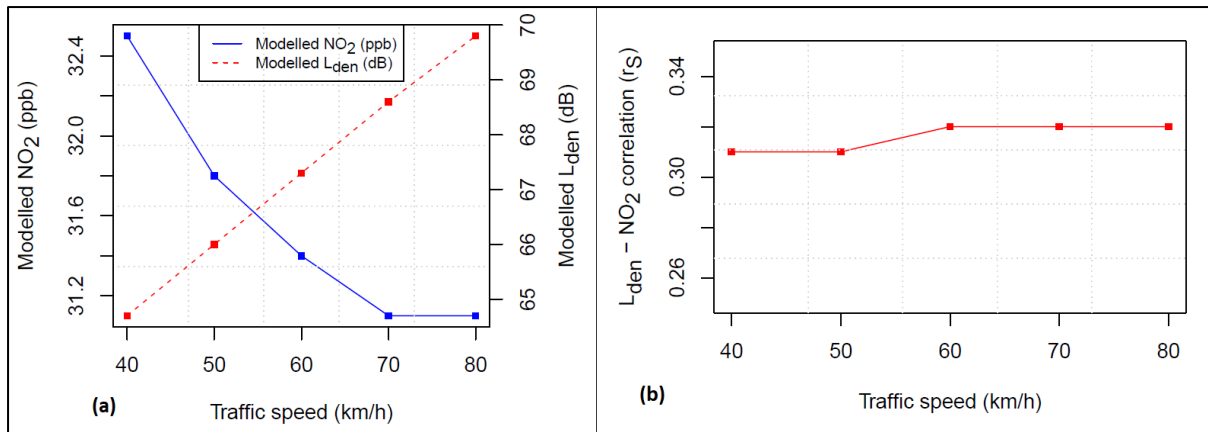 Modelled NO2 (ppb)
Modelled Lden (dB)
Modelled NO2 (ppb)
32.4
32.0
31.6
31.2
70
69
68
67
66
65
Modelled Lden (dB)
40 50 60 70 80
(a)
Traffic speed (km/h)
Lden − NO2 correlation (rS)
0.34
0.30
0.26
40 50 60 70 80
(b)
Traffic speed (km/h)